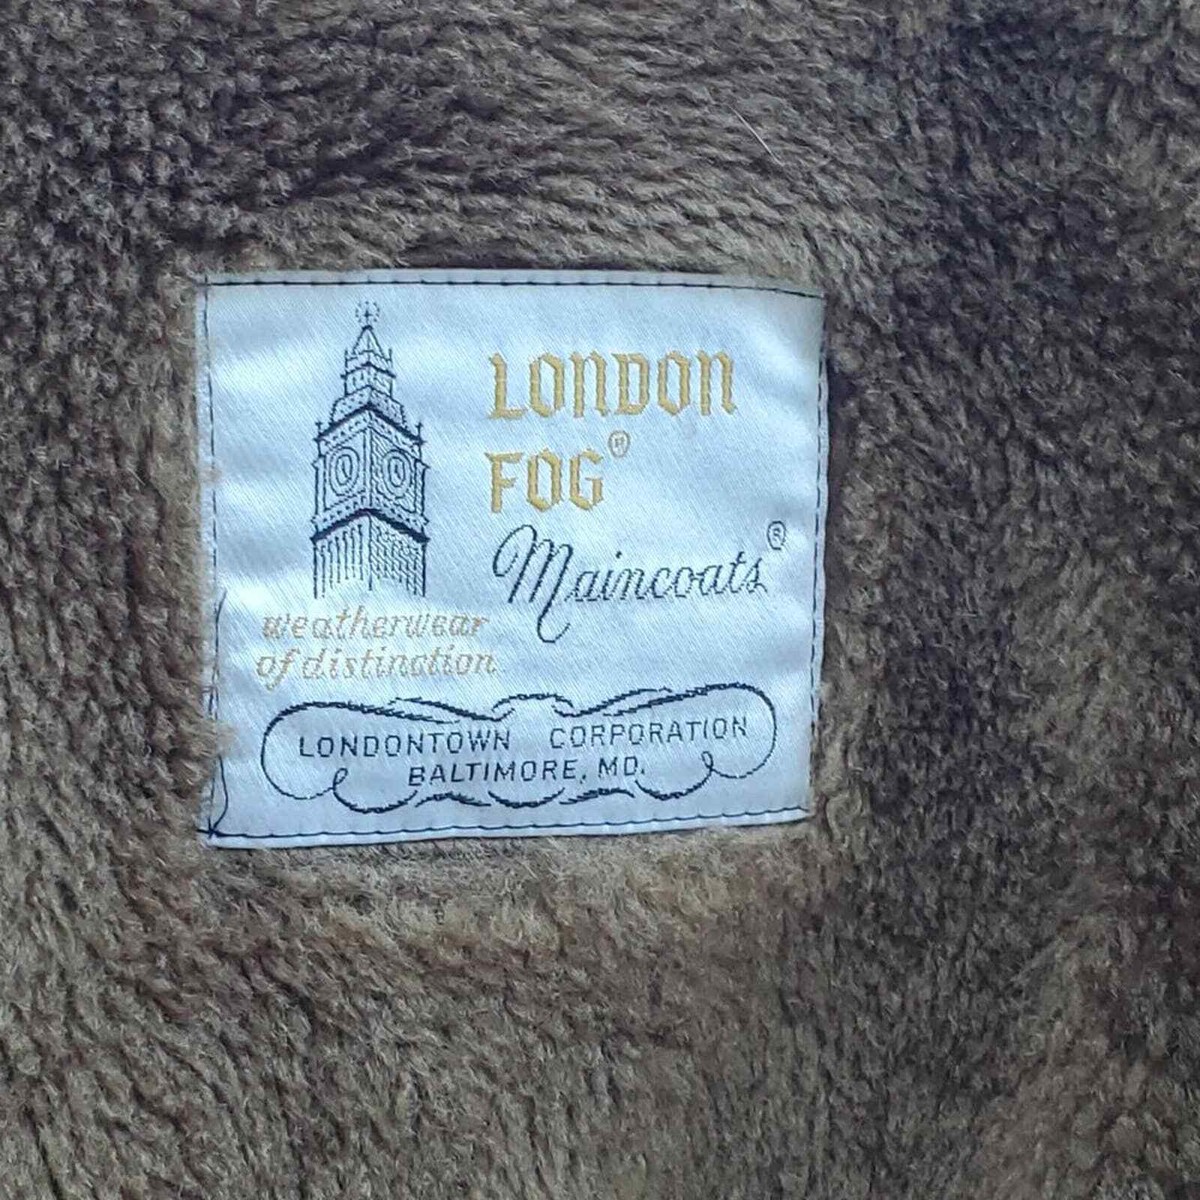 LONDON
FOG®
Maincoats®
weatherwear
of distinction
LONDONTOWN CORPORATION
BALTIMORE, MD.